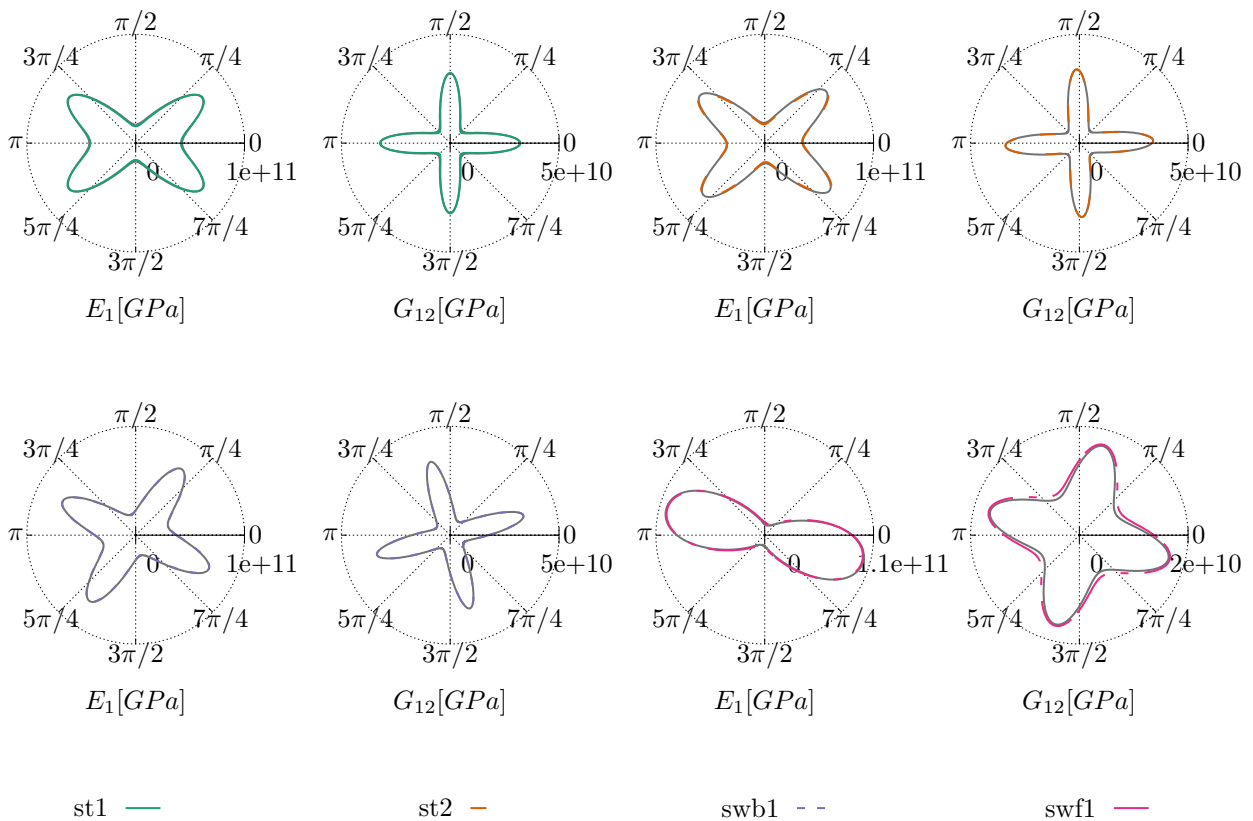 π/2 π/2 π/2 π/2
3π/4 π/4 3π/4 π/4 3π/4 π/4 3π/4 π/4
π 0 π 0 π 0 π 0
0 1e+11 0 5e+10 0 1e+11 0 5e+10
5π/4 7π/4 5π/4 7π/4 5π/4 7π/4 5π/4 7π/4
3π/2 3π/2 3π/2 3π/2
E₁[GPa] G₁₂[GPa] E₁[GPa] G₁₂[GPa]
π/2 π/2 π/2 π/2
3π/4 π/4 3π/4 π/4 3π/4 π/4 3π/4 π/4
π 0 π 0 π 0 π 0
0 1e+11 0 5e+10 0 1.1e+11 0 2e+10
5π/4 7π/4 5π/4 7π/4 5π/4 7π/4 5π/4 7π/4
3π/2 3π/2 3π/2 3π/2
E₁[GPa] G₁₂[GPa] E₁[GPa] G₁₂[GPa]
st1 st2 swb1 swf1